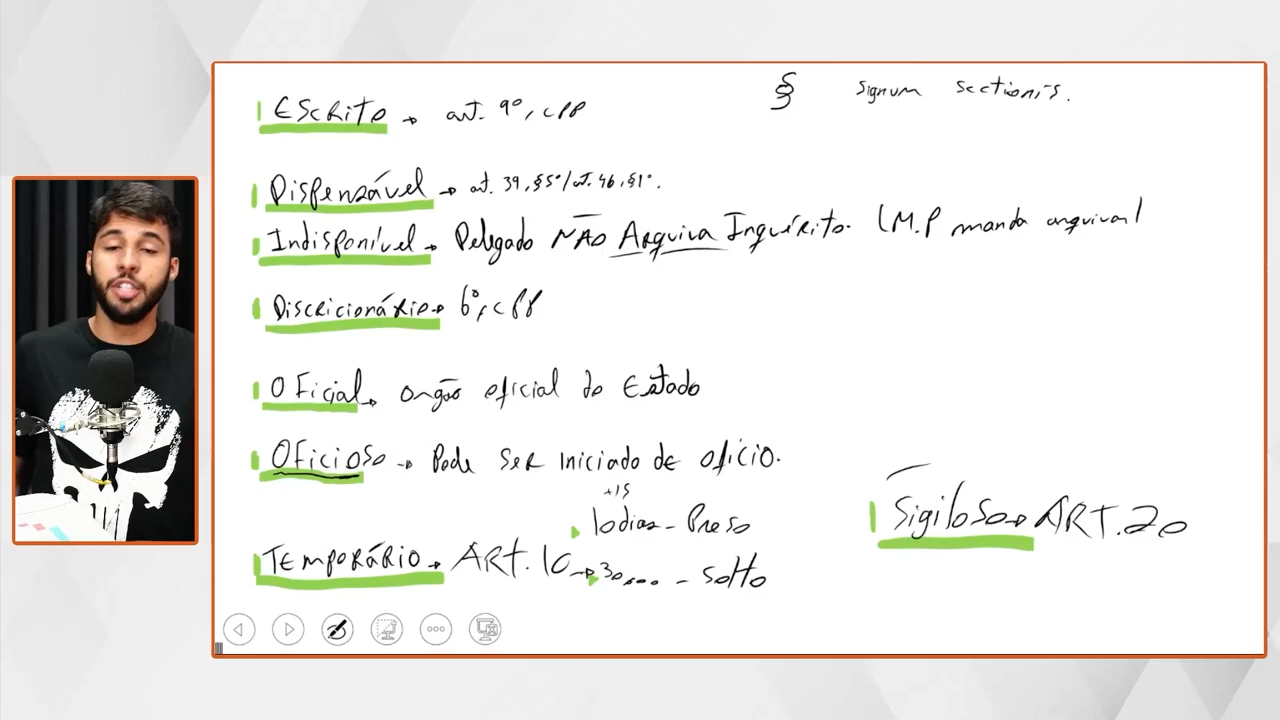 § signum sectionis.
Escrito → art. 9º, CPP
Dispensável → art. 39, §5º/art. 46, §1º.
Indisponível → Delegado NÃO Arquiva Inquérito. (M.P manda arquivar)
Discricionário → 6º, CPP
Oficial → orgão oficial do Estado
Oficioso → Pode ser iniciado de ofício.
+15
10 dias - Preso
Sigiloso → ART. 20
Temporário → ART. 10 → 30 - solto